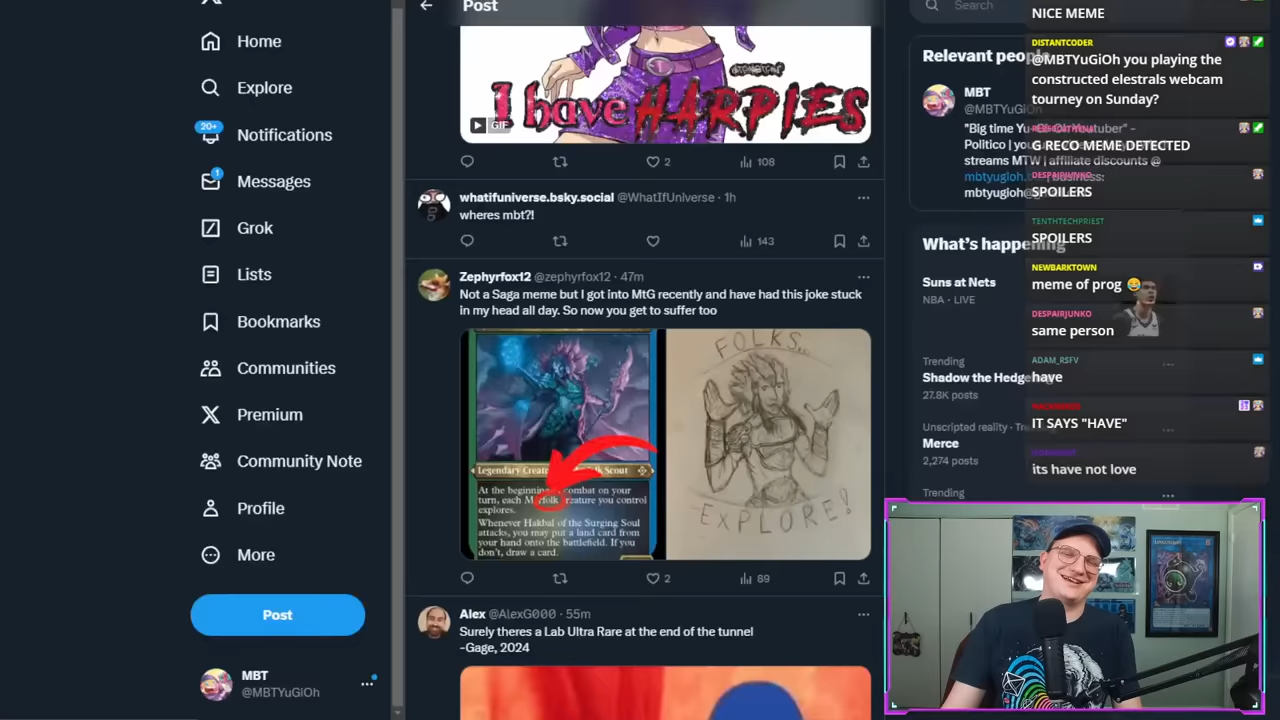 Home
Explore
20+
Notifications
1
Messages
Grok
Lists
Bookmarks
Communities
Premium
Community Note
Profile
More
Post
MBT
@MBTYuGiOh
Post
I have HARPIES
GIF
2
108
whatifuniverse.bsky.social @WhatIfUniverse · 1h
wheres mbt?!
143
Zephyrfox12 @zephyrfox12 · 47m
Not a Saga meme but I got into MtG recently and have had this joke stuck
in my head all day. So now you get to suffer too
Legendary
folk Scout
At the beginning combat on your
turn, each Merfolk creature you control
explores.
Whenever Hakbal of the Surging Soul
attacks, you may put a land card from
your hand onto the battlefield. If you
don't, draw a card.
FOLKS..
EXPLORE!
2
89
Alex @AlexG000 · 55m
Surely theres a Lab Ultra Rare at the end of the tunnel
-Gage, 2024
Search
Relevant people
MBT
@MBTYuGiOh
"Big time Yu-Gi-Oh Youtuber" -
Politico
streams MTW | affiliate discounts @
mbtyugioh.
business:
mbtyugioh@
What's happening
Suns at Nets
NBA · LIVE
Trending
Shadow the Hedge
27.8K posts
Unscripted reality ·
Merce
2,274 posts
Trending
NICE MEME
DISTANTCODER
@MBTYuGiOh you playing the
constructed elestrals webcam
tourney on Sunday?
G RECO MEME DETECTED
DESPAIRJUNKO
SPOILERS
TENTHTECHPRIEST
SPOILERS
NEWBARKTOWN
meme of prog 😂
DESPAIRJUNKO
same person
ADAM_RSFV
have
IT SAYS "HAVE"
its have not love